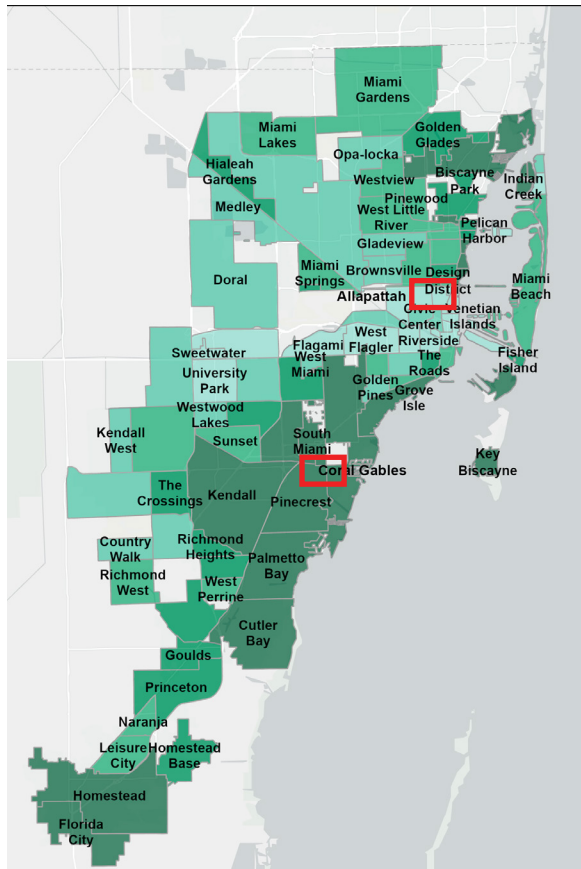 Miami
Gardens
Miami
Lakes
Golden
Glades
Opa-locka
Hialeah
Gardens
Biscayne
Park
Indian
Creek
Westview
Pinewood
Medley
West Little
River
Pelican
Harbor
Gladeview
Miami
Springs
Brownsville
Design
District
Doral
Miami
Beach
Allapattah
Civic
Center
Venetian
Islands
West
Flagler
Riverside
Flagami
Sweetwater
West
Miami
The
Roads
Fisher
Island
University
Park
Golden
Pines
Grove
Isle
Westwood
Lakes
Kendall
West
Sunset
South
Miami
Key
Biscayne
Coral Gables
The
Crossings
Kendall
Pinecrest
Country
Walk
Richmond
Heights
Palmetto
Bay
Richmond
West
West
Perrine
Cutler
Bay
Goulds
Princeton
Naranja
Leisure
City
Homestead
Base
Homestead
Florida
City